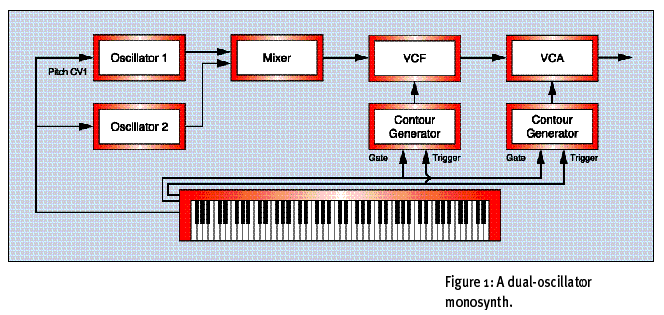 Oscillator 1
Mixer
VCF
VCA
Pitch CV1
Oscillator 2
Contour
Generator
Contour
Generator
Gate
Trigger
Gate
Trigger
Figure 1: A dual-oscillator
monosynth.